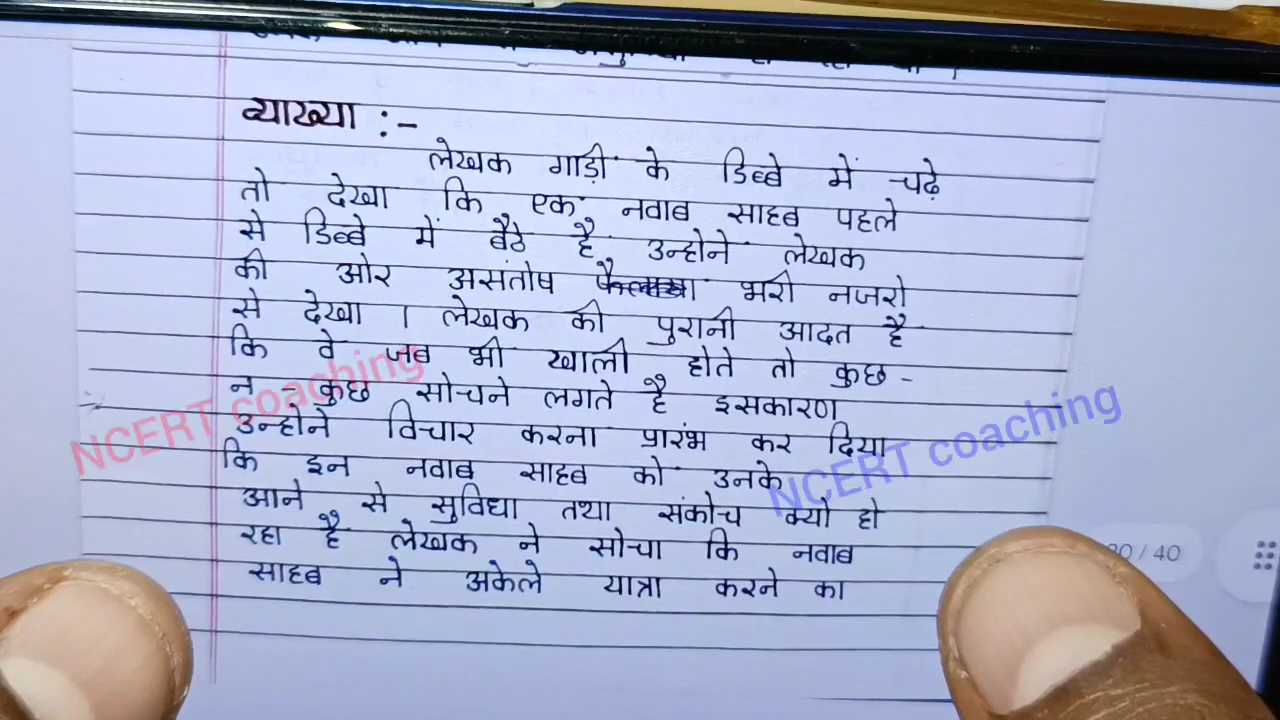 व्याख्या :-
लेखक गाड़ी के डिब्बे में चढ़े
तो देखा कि एक नवाब साहब पहले
से डिब्बे में बैठे है उन्होने लेखक
की ओर असंतोष भरी नजरो
से देखा । लेखक की पुरानी आदत है
कि वे जब भी खाली होते तो कुछ -
न - कुछ सोचने लगते है इसकारण
उन्होने विचार करना प्रारंभ कर दिया
कि इन नवाब साहब को उनके
आने से सुविधा तथा संकोच क्यो हो
रहा है लेखक ने सोचा कि नवाब
साहब ने अकेले यात्रा करने का
NCERT coaching
NCERT coaching
/ 40